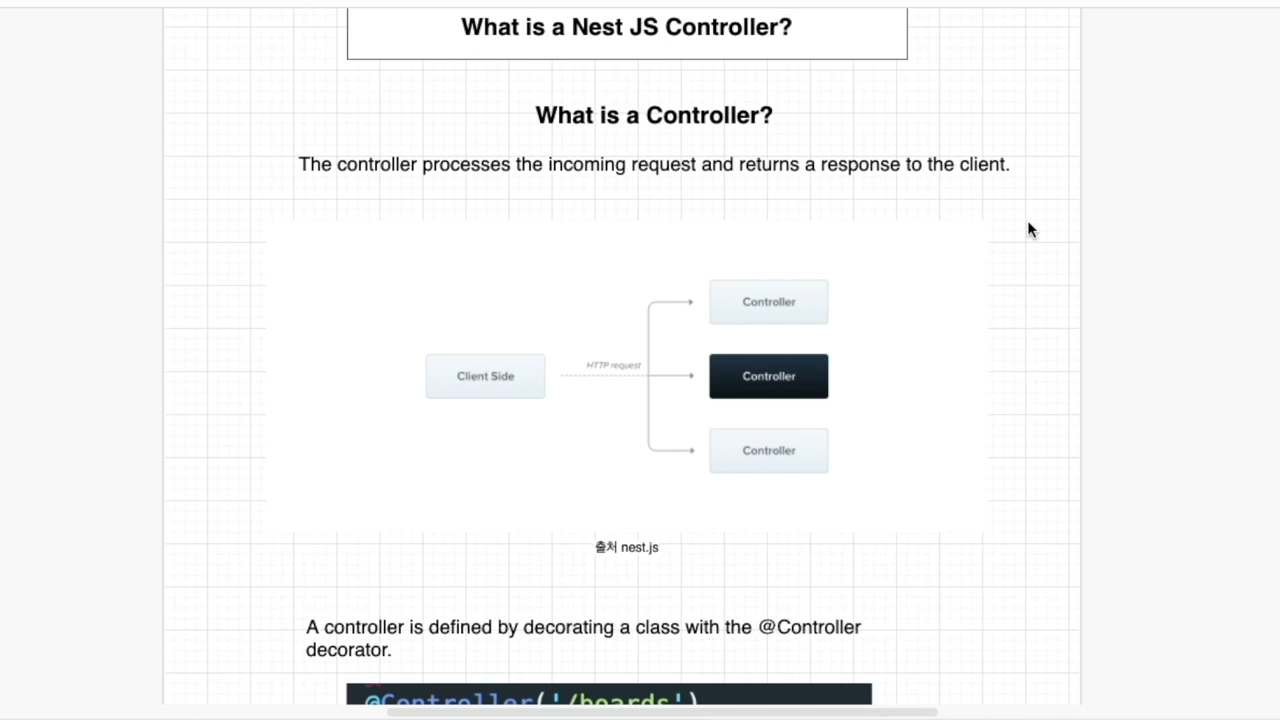 What is a Nest JS Controller?
What is a Controller?
The controller processes the incoming request and returns a response to the client.
Controller
HTTP request
Client Side
Controller
Controller
출처 nest.js
A controller is defined by decorating a class with the @Controller
decorator.
@Controller('/boards')